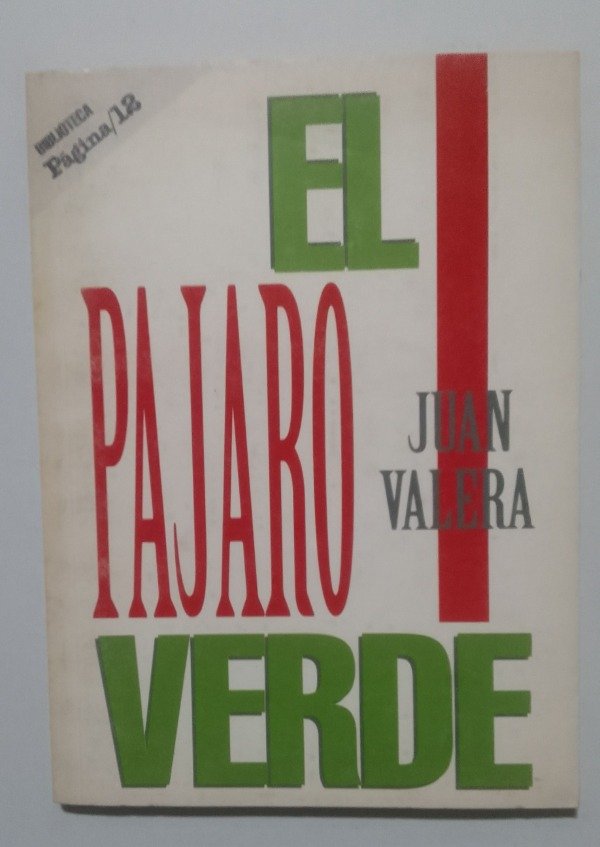 BIBLIOTECA
Página/12
EL
PAJARO
JUAN
VALERA
VERDE